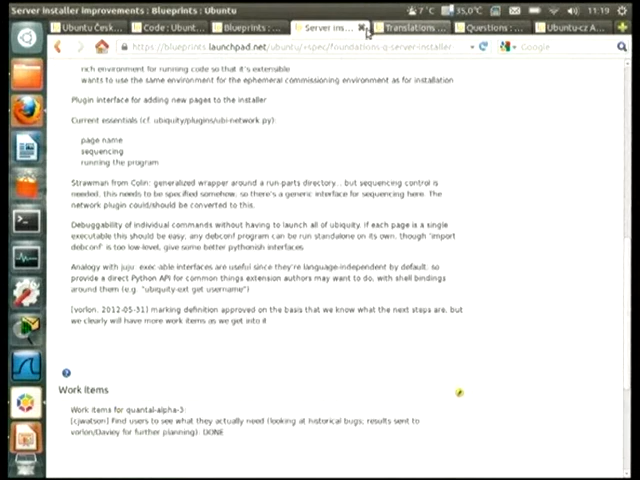 Server Installer Improvements : Blueprints : Ubuntu
7°C
35,0°C
11:19
Ubuntu Česk...
Code : Ubunt...
Blueprints : ...
Server ins...
Translations ...
Questions : ...
Ubuntu-cz A...
https://blueprints.launchpad.net/ubuntu/+spec/foundations-q-server-installer
Google
rich environment for running code so that it's extensible
wants to use the same environment for the ephemeral commissioning environment as for installation
Plugin interface for adding new pages to the installer
Current essentials (cf. ubiquity/plugins/ubi-network.py):
page name
sequencing
running the program
Strawman from Colin: generalized wrapper around a run-parts directory... but sequencing control is
needed, this needs to be specified somehow, so there's a generic interface for sequencing here. The
network plugin could/should be converted to this.
Debuggability of individual commands without having to launch all of ubiquity. If each page is a single
executable this should be easy; any debconf program can be run standalone on its own, though 'import
debconf' is too low-level, give some better pythonish interfaces
Analogy with juju: exec-able interfaces are useful since they're language-independent by default, so
provide a direct Python API for common things extension authors may want to do, with shell bindings
around them (e.g. "ubiquity-ext get username")
[vorlon, 2012-05-31] marking definition approved on the basis that we know what the next steps are, but
we clearly will have more work items as we get into it
Work Items
Work items for quantal-alpha-3:
[cjwatson] Find users to see what they actually need (looking at historical bugs; results sent to
vorlon/Daviey for further planning): DONE